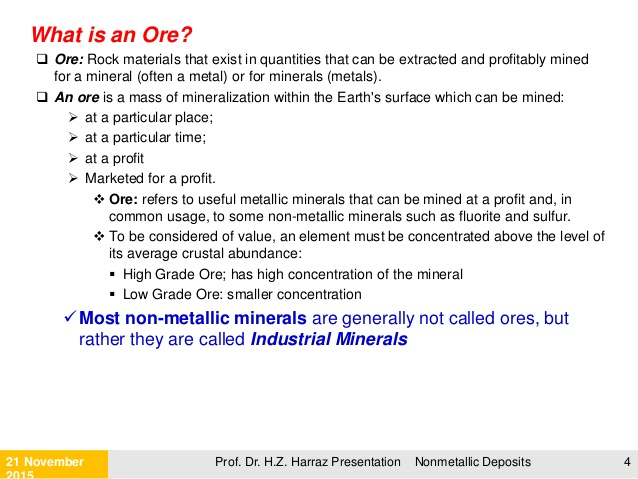 What is an Ore?
❑ Ore: Rock materials that exist in quantities that can be extracted and profitably mined
for a mineral (often a metal) or for minerals (metals).
❑ An ore is a mass of mineralization within the Earth's surface which can be mined:
➢ at a particular place;
➢ at a particular time;
➢ at a profit
➢ Marketed for a profit.
❖ Ore: refers to useful metallic minerals that can be mined at a profit and, in
common usage, to some non-metallic minerals such as fluorite and sulfur.
❖ To be considered of value, an element must be concentrated above the level of
its average crustal abundance:
▪ High Grade Ore; has high concentration of the mineral
▪ Low Grade Ore: smaller concentration
✓ Most non-metallic minerals are generally not called ores, but
rather they are called Industrial Minerals
21 November
2015
Prof. Dr. H.Z. Harraz Presentation Nonmetallic Deposits
4